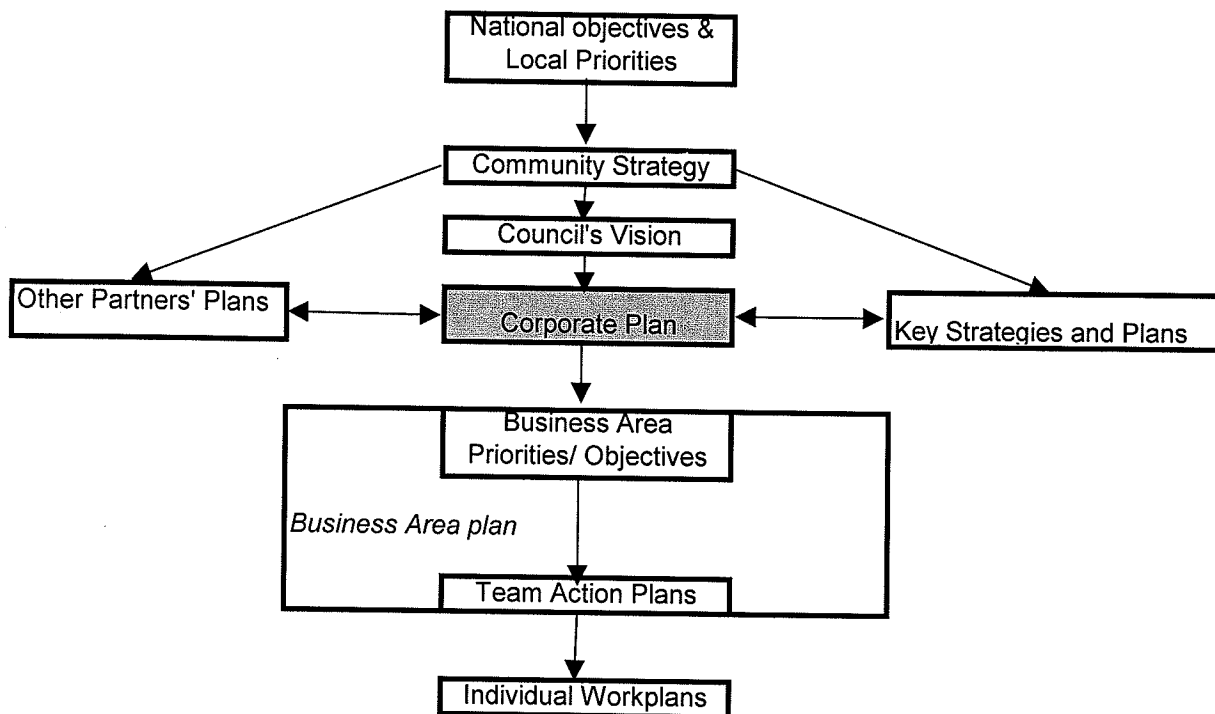 National objectives &
Local Priorities
Community Strategy
Council's Vision
Other Partners' Plans
Corporate Plan
Key Strategies and Plans
Business Area
Priorities/ Objectives
Business Area plan
Team Action Plans
Individual Workplans